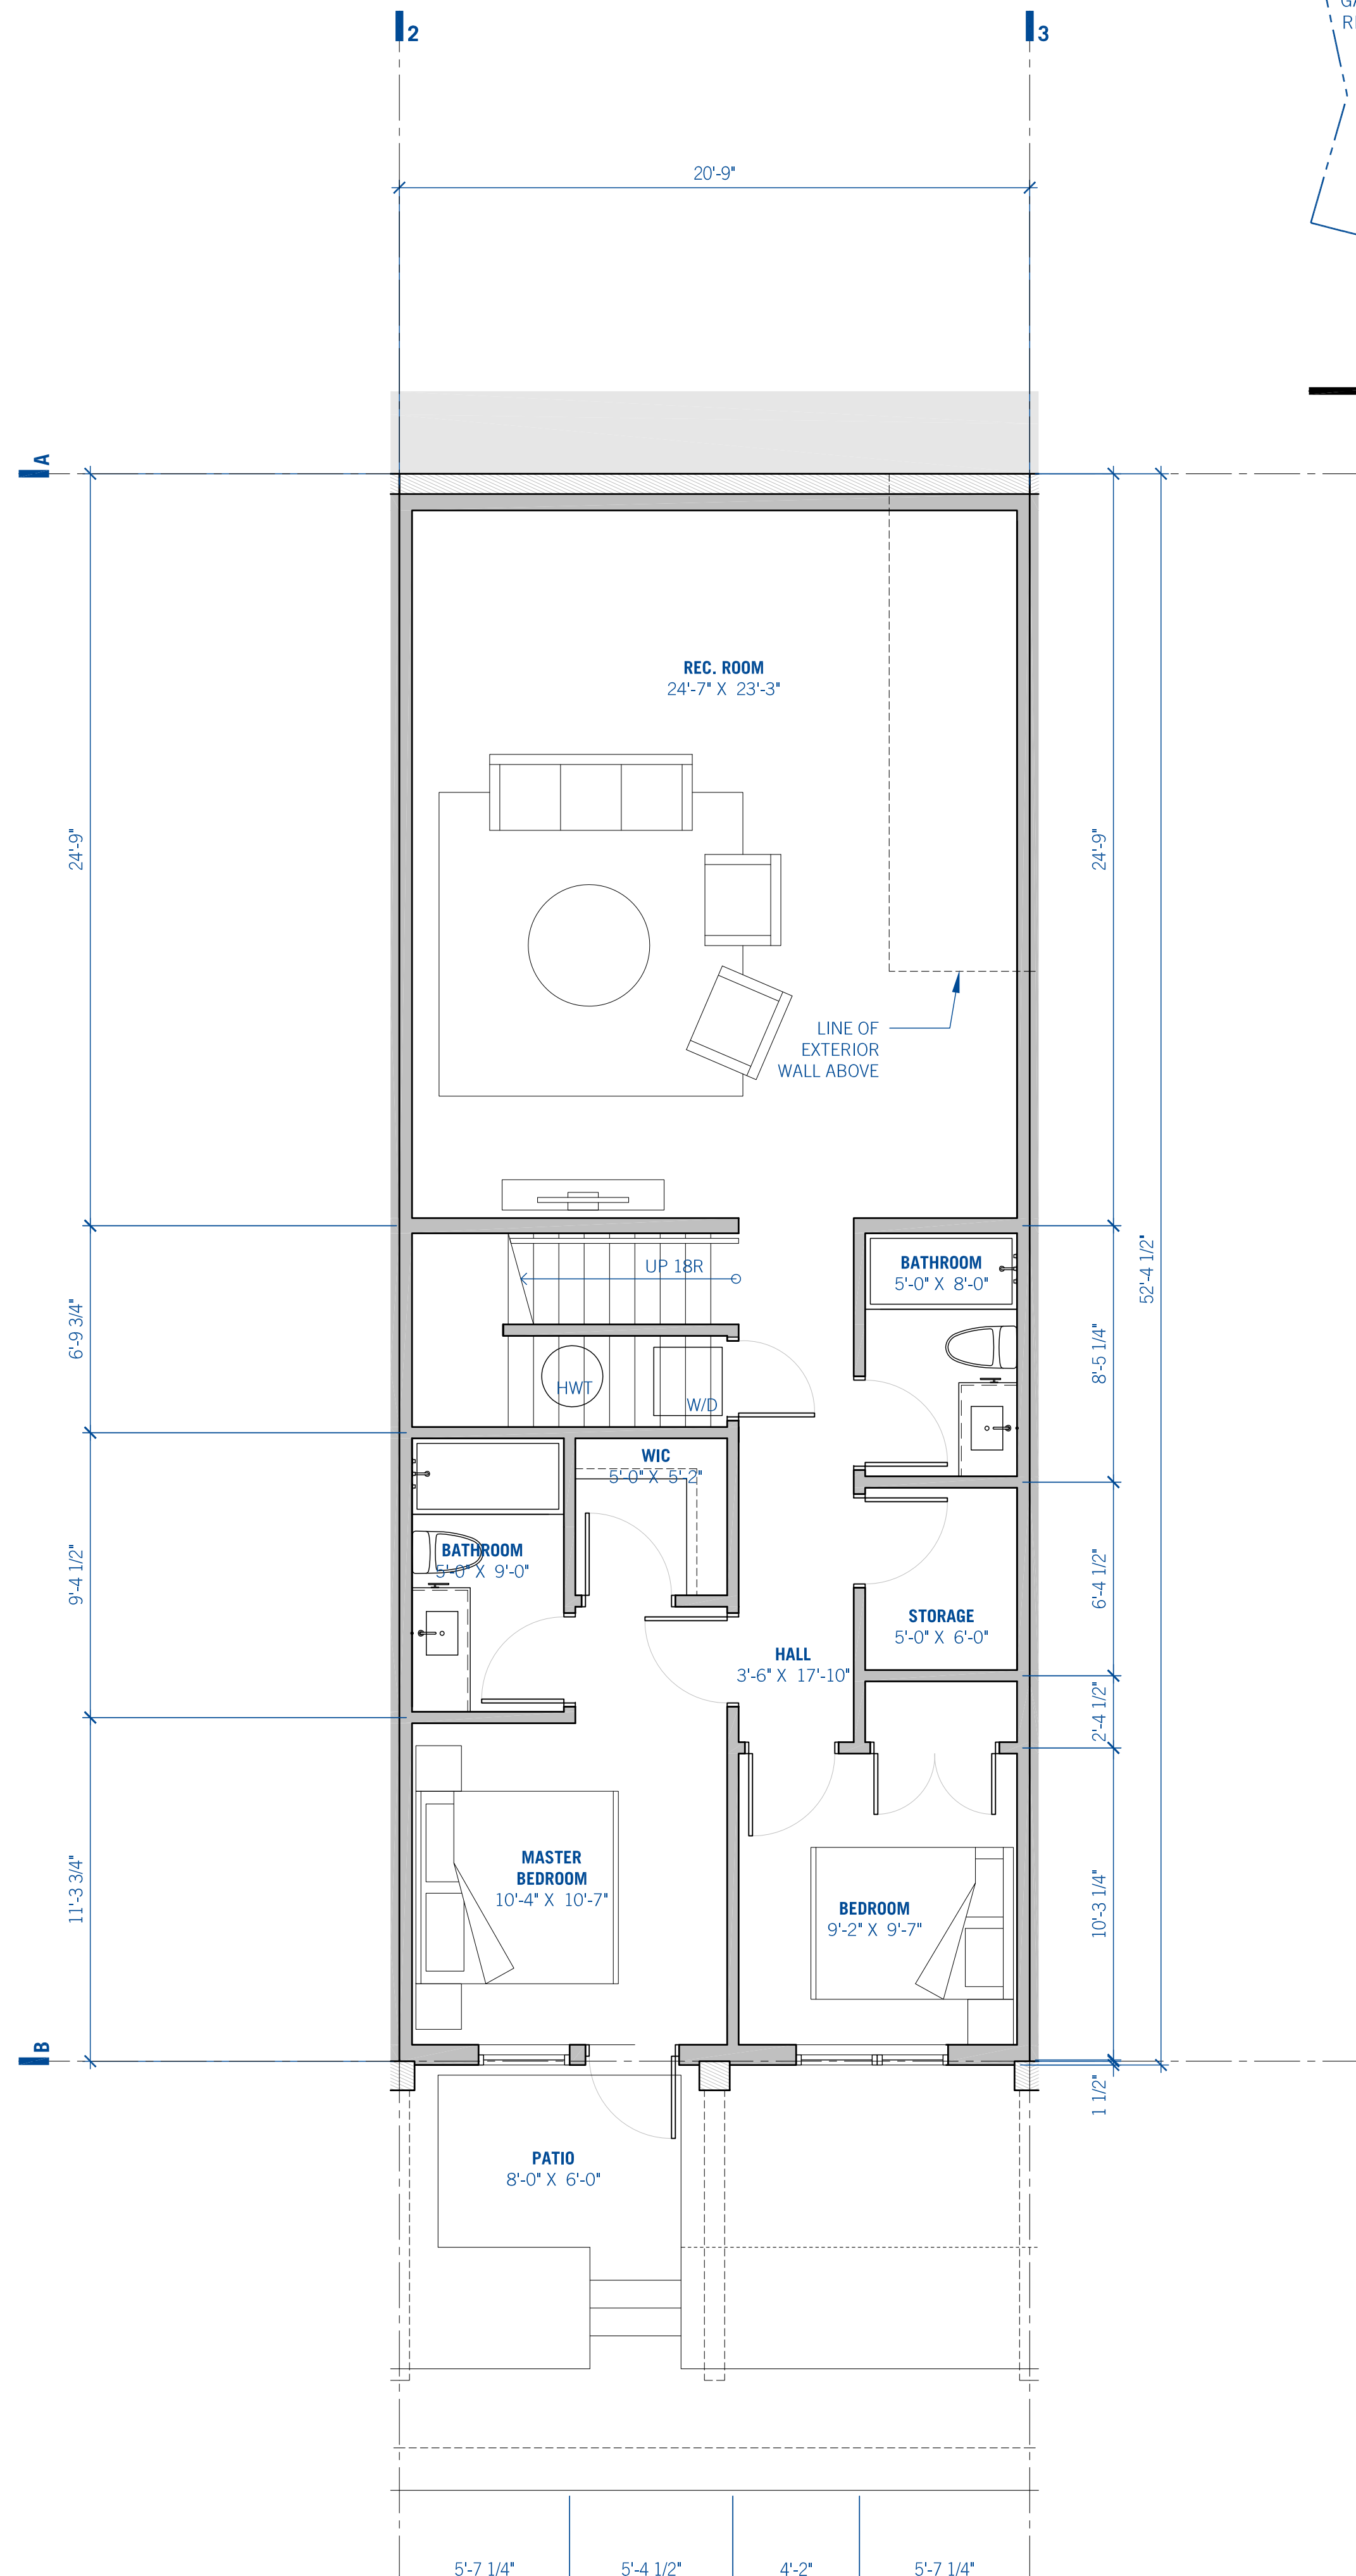 2
3
20'-9"
A
REC. ROOM
24'-7" X 23'-3"
24'-9"
24'-9"
LINE OF
EXTERIOR
WALL ABOVE
52'-4 1/2"
UP 18R
BATHROOM
5'-0" X 8'-0"
6'-9 3/4"
8'-5 1/4"
HWT
W/D
WIC
5'-0" X 5'-2"
BATHROOM
5'-0" X 9'-0"
9'-4 1/2"
6'-4 1/2"
STORAGE
5'-0" X 6'-0"
HALL
3'-6" X 17'-10"
2'-4 1/2"
MASTER
BEDROOM
10'-4" X 10'-7"
11'-3 3/4"
BEDROOM
9'-2" X 9'-7"
10'-3 1/4"
B
1 1/2"
PATIO
8'-0" X 6'-0"
5'-7 1/4"
5'-4 1/2"
4'-2"
5'-7 1/4"